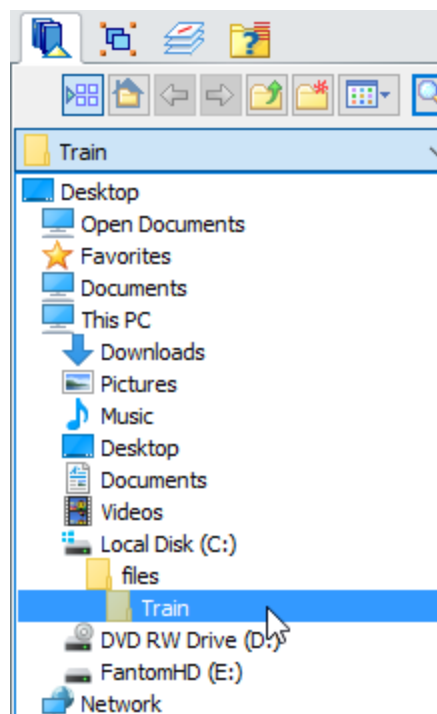 Train
Desktop
Open Documents
Favorites
Documents
This PC
Downloads
Pictures
Music
Desktop
Documents
Videos
Local Disk (C:)
files
Train
DVD RW Drive (D:)
FantomHD (E:)
Network